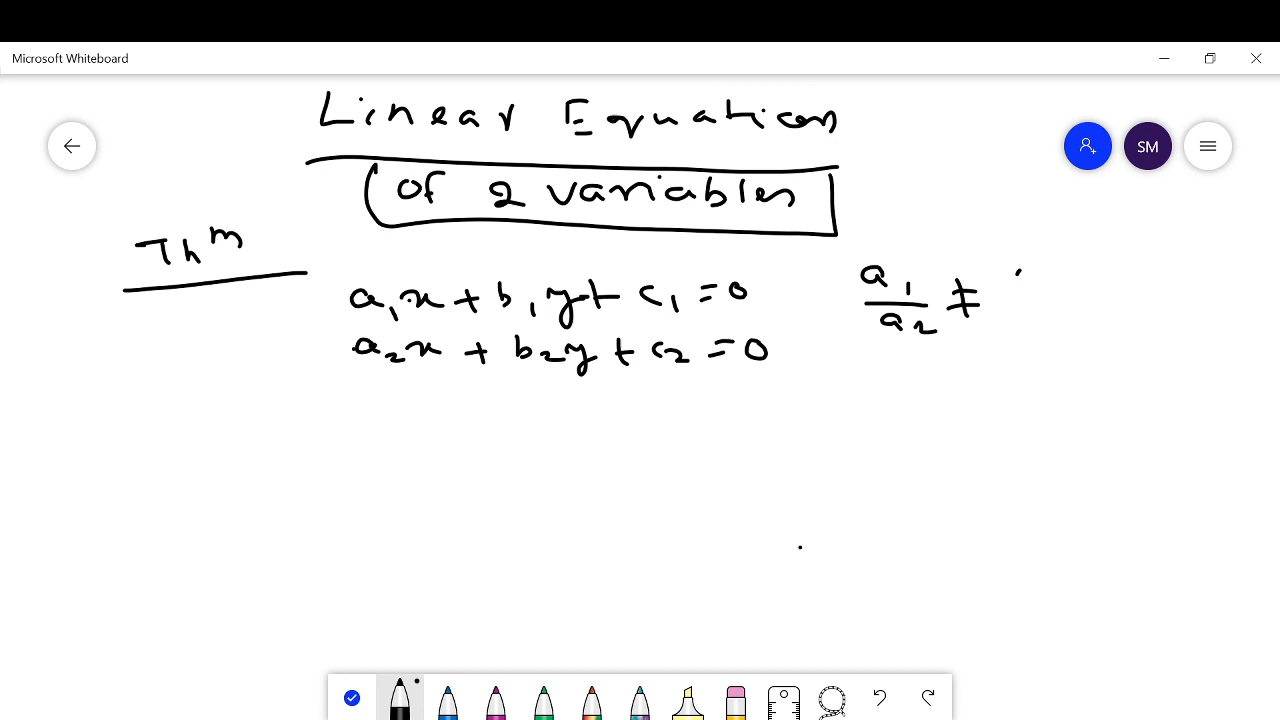 Microsoft Whiteboard
Linear Equation
of 2 variables
SM
Thᵐ
a₁x + b₁y + c₁ = 0
a₂x + b₂y + c₂ = 0
a₁/a₂ ≠